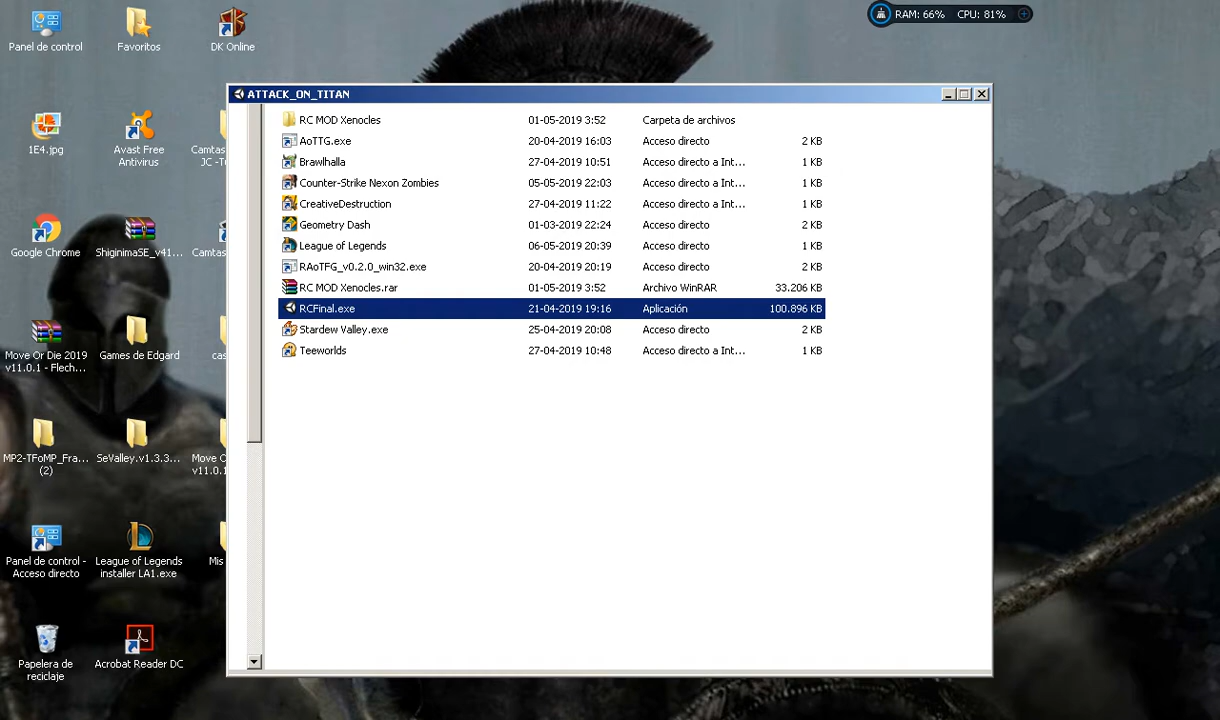 Panel de control
Favoritos
DK Online
RAM: 66% CPU: 81%
ATTACK_ON_TITAN
RC MOD Xenocles 01-05-2019 3:52 Carpeta de archivos
AoTTG.exe 20-04-2019 16:03 Acceso directo 2 KB
Brawlhalla 27-04-2019 10:51 Acceso directo a Int... 1 KB
Counter-Strike Nexon Zombies 05-05-2019 22:03 Acceso directo a Int... 1 KB
CreativeDestruction 27-04-2019 11:22 Acceso directo a Int... 1 KB
Geometry Dash 01-03-2019 22:24 Acceso directo 2 KB
League of Legends 06-05-2019 20:39 Acceso directo 1 KB
RAoTFG_v0.2.0_win32.exe 20-04-2019 20:19 Acceso directo 2 KB
RC MOD Xenocles.rar 01-05-2019 3:52 Archivo WinRAR 33.206 KB
RCFinal.exe 21-04-2019 19:16 Aplicación 100.896 KB
Stardew Valley.exe 25-04-2019 20:08 Acceso directo 2 KB
Teeworlds 27-04-2019 10:48 Acceso directo a Int... 1 KB
1E4.jpg
Avast Free
Antivirus
Camtas
JC -Tu
Google Chrome
ShiginimaSE_v41...
Camtas
Move Or Die 2019
v11.0.1 - Flech...
Games de Edgard
cas
MP2-TFoMP_Fra...
(2)
SeValley.v1.3.3...
Move O
v11.0.1
Panel de control -
Acceso directo
League of Legends
installer LA1.exe
Mis
Papelera de
reciclaje
Acrobat Reader DC